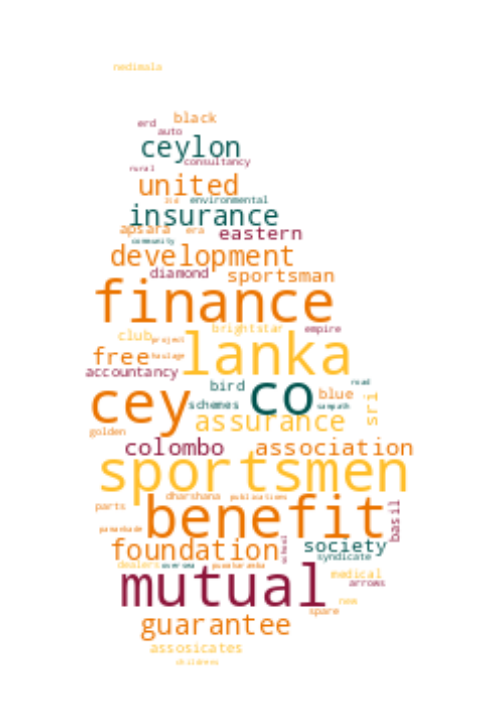 nedimala
erd black
auto
ceylon
consultancy
rural
united
environmental
insurance
apsara era eastern
community
development
diamond sportsman
finance
brightstar empire
club project
lanka
free haulage
accountancy
bird co road
cey schemes blue sri
sampath
assurance
golden
colombo association
sportsmen
dharshana publications
parts benefit basil
pamankade
foundation school society
syndicate
dealers oversea puwakaramba
medical
mutual arrows
new
spare
guarantee
assosicates
childrens